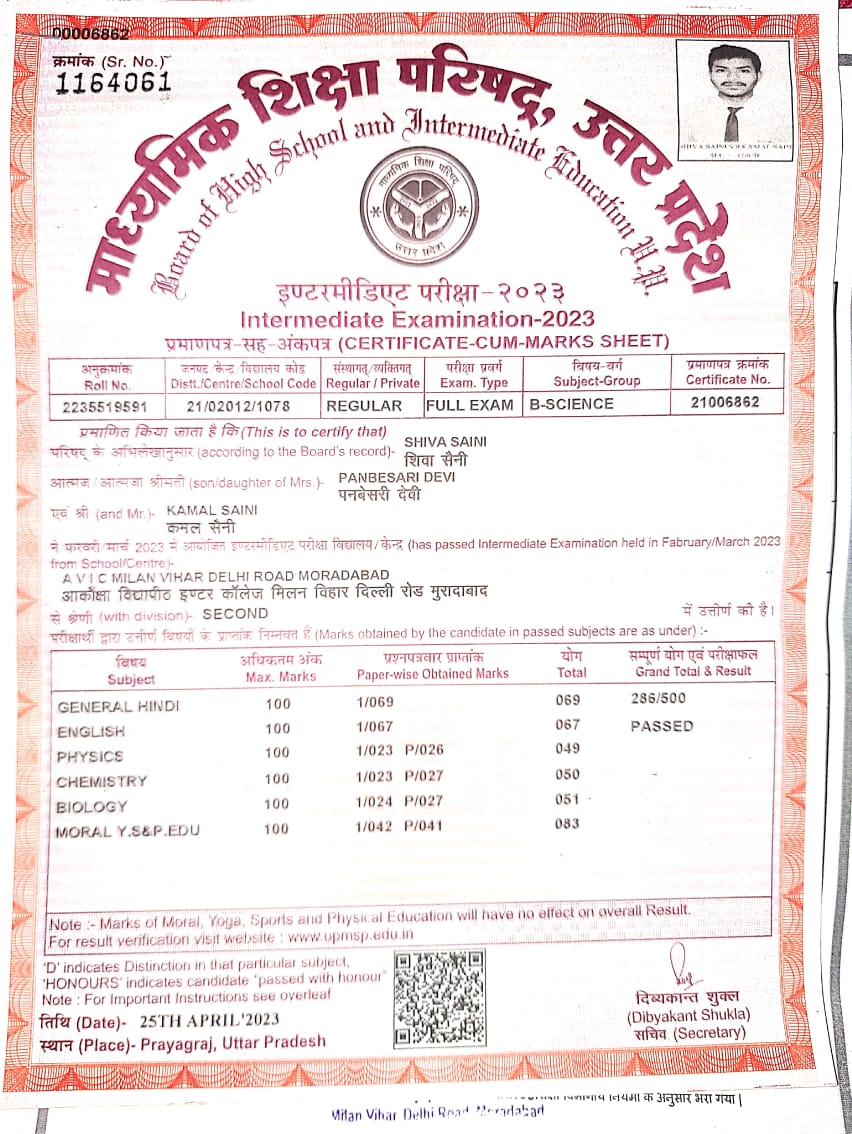 00006862
क्रमांक (Sr. No.)
1164061
माध्यमिक शिक्षा परिषद्, उत्तर प्रदेश
Board of High School and Intermediate Education U.P.
माध्यमिक शिक्षा परिषद्
उत्तर प्रदेश
SHIVA SAINI S/O KAMAL SAINI
इण्टरमीडिएट परीक्षा-२०२३
Intermediate Examination-2023
प्रमाणपत्र-सह-अंकपत्र (CERTIFICATE-CUM-MARKS SHEET)
अनुक्रमांक जनपद/केन्द्र/विद्यालय कोड संस्थागत/व्यक्तिगत परीक्षा प्रवर्ग विषय-वर्ग प्रमाणपत्र क्रमांक
Roll No. Distt./Centre/School Code Regular / Private Exam. Type Subject-Group Certificate No.
2235519591 21/02012/1078 REGULAR FULL EXAM B-SCIENCE 21006862
प्रमाणित किया जाता है कि (This is to certify that)
परिषद् के अभिलेखानुसार (according to the Board's record)- SHIVA SAINI
शिवा सैनी
आत्मज/आत्मजा श्रीमती (son/daughter of Mrs.)- PANBESARI DEVI
पनबेसरी देवी
एवं श्री (and Mr.)- KAMAL SAINI
कमल सैनी
ने फरवरी/मार्च 2023 में आयोजित इण्टरमीडिएट परीक्षा विद्यालय/केन्द्र (has passed Intermediate Examination held in Fabruary/March 2023
from School/Centre)-
A V I C MILAN VIHAR DELHI ROAD MORADABAD
आकांक्षा विद्यापीठ इण्टर कॉलेज मिलन विहार दिल्ली रोड मुरादाबाद
से श्रेणी (with division)- SECOND में उत्तीर्ण की है।
परीक्षार्थी द्वारा उत्तीर्ण विषयों के प्राप्तांक निम्नवत हैं (Marks obtained by the candidate in passed subjects are as under) :-
विषय अधिकतम अंक प्रश्नपत्रवार प्राप्तांक योग सम्पूर्ण योग एवं परीक्षाफल
Subject Max. Marks Paper-wise Obtained Marks Total Grand Total & Result
GENERAL HINDI 100 1/069 069 286/500
ENGLISH 100 1/067 067 PASSED
PHYSICS 100 1/023 P/026 049
CHEMISTRY 100 1/023 P/027 050
BIOLOGY 100 1/024 P/027 051
MORAL Y.S&P.EDU 100 1/042 P/041 083
Note :- Marks of Moral, Yoga, Sports and Physical Education will have no effect on overall Result.
For result verification visit website : www.upmsp.edu.in
'D' indicates Distinction in that particular subject,
'HONOURS' indicates candidate "passed with honour"
Note : For Important Instructions see overleaf
तिथि (Date)- 25TH APRIL'2023
स्थान (Place)- Prayagraj, Uttar Pradesh
दिब्यकान्त शुक्ल
(Dibyakant Shukla)
सचिव (Secretary)
नियमों के अनुसार भरा गया |
Milan Vihar Delhi Road Moradabad